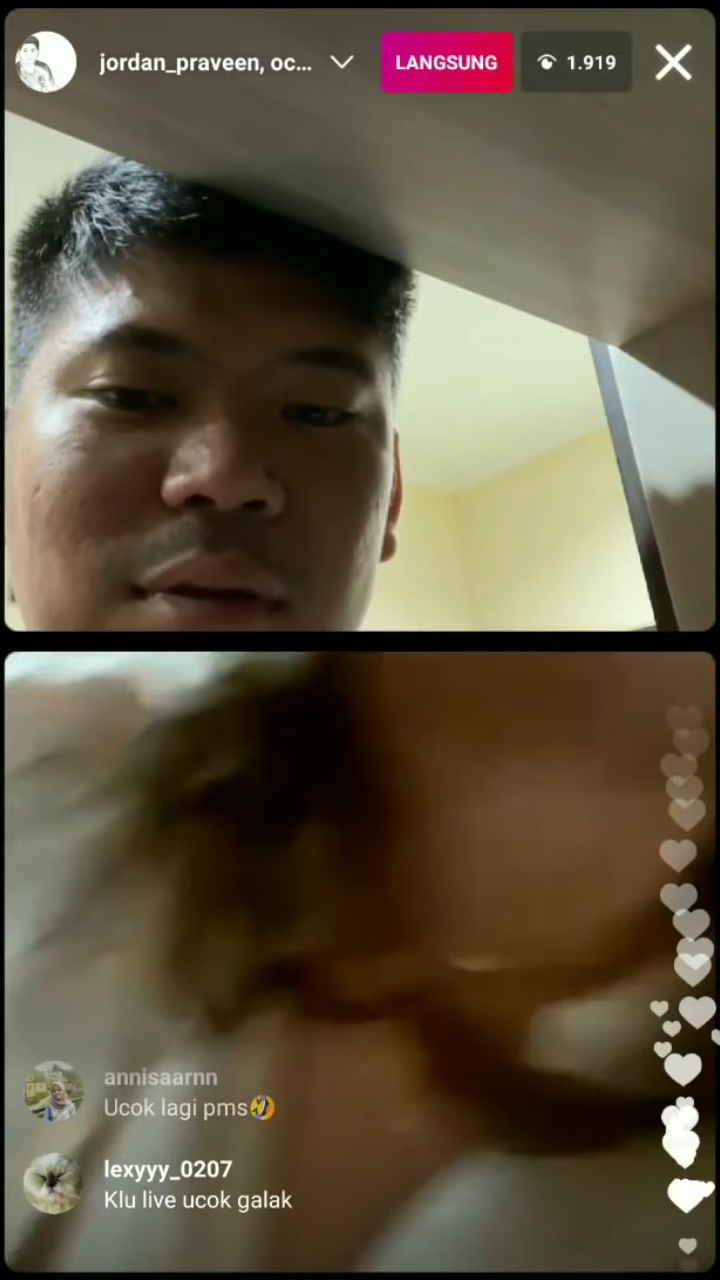 jordan_praveen, oc...
LANGSUNG
1.919
annisaarnn
Ucok lagi pms🤣
lexyyy_0207
Klu live ucok galak